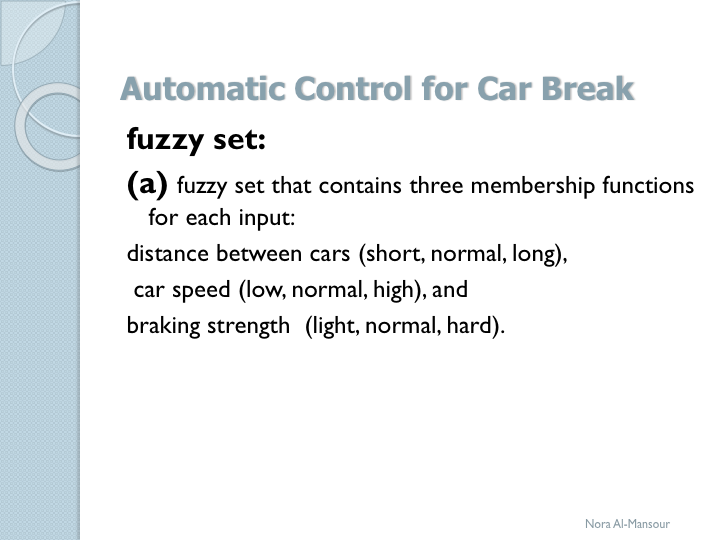 Automatic Control for Car Break
fuzzy set:
(a) fuzzy set that contains three membership functions
for each input:
distance between cars (short, normal, long),
car speed (low, normal, high), and
braking strength  (light, normal, hard).
Nora Al-Mansour